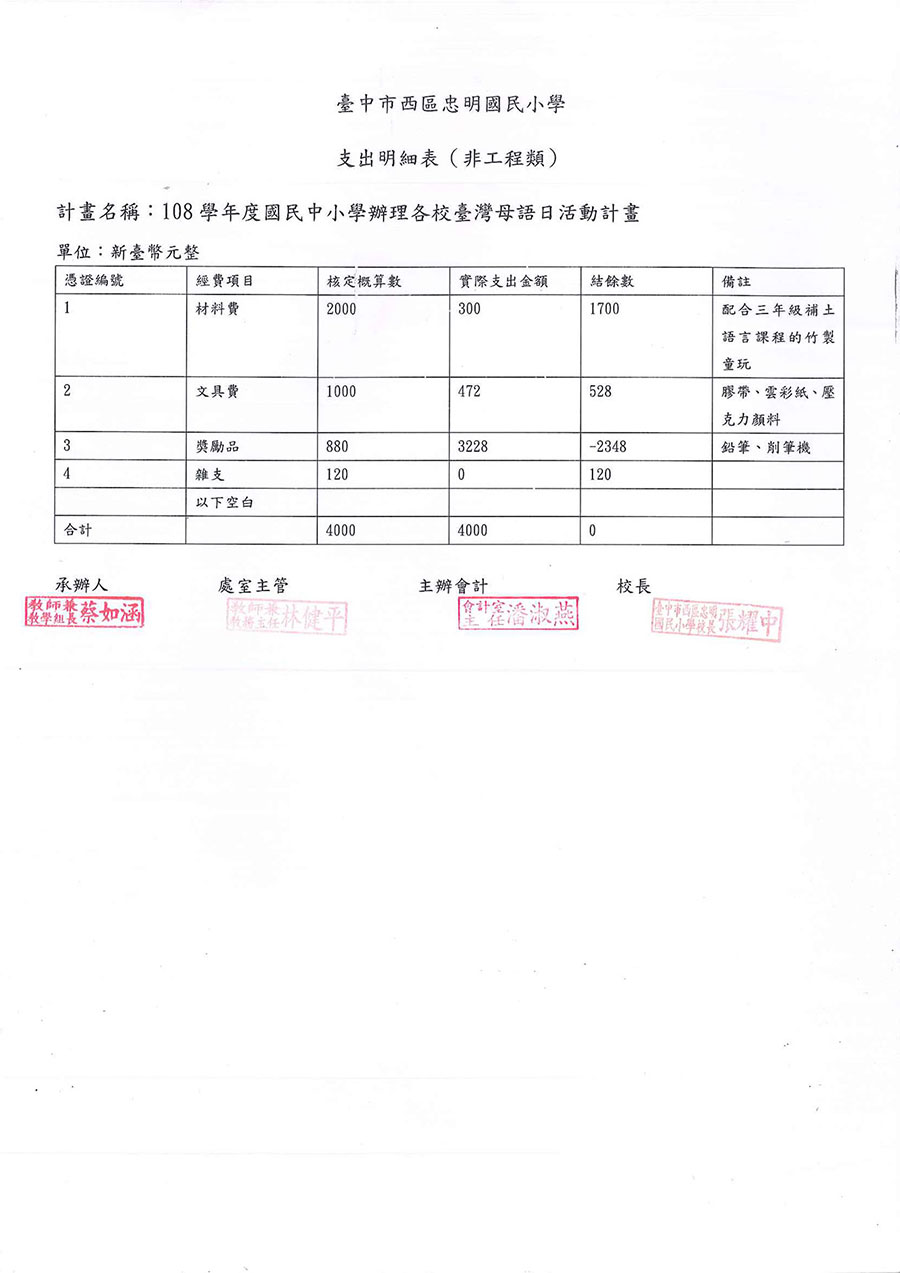 臺中市西區忠明國民小學
支出明細表（非工程類）
計畫名稱：108 學年度國民中小學辦理各校臺灣母語日活動計畫
單位：新臺幣元整
憑證編號 經費項目 核定概算數 實際支出金額 結餘數 備註
1 材料費 2000 300 1700 配合三年級補土
語言課程的竹製
童玩
2 文具費 1000 472 528 膠帶、雲彩紙、壓
克力顏料
3 獎勵品 880 3228 -2348 鉛筆、削筆機
4 雜支 120 0 120
以下空白
合計 4000 4000 0
承辦人 處室主管 主辦會計 校長
教師兼
教學組長 蔡如涵
教師兼
教務主任 林健平
會計室
主任 潘淑燕
臺中市西區忠明
國民小學校長 張耀中